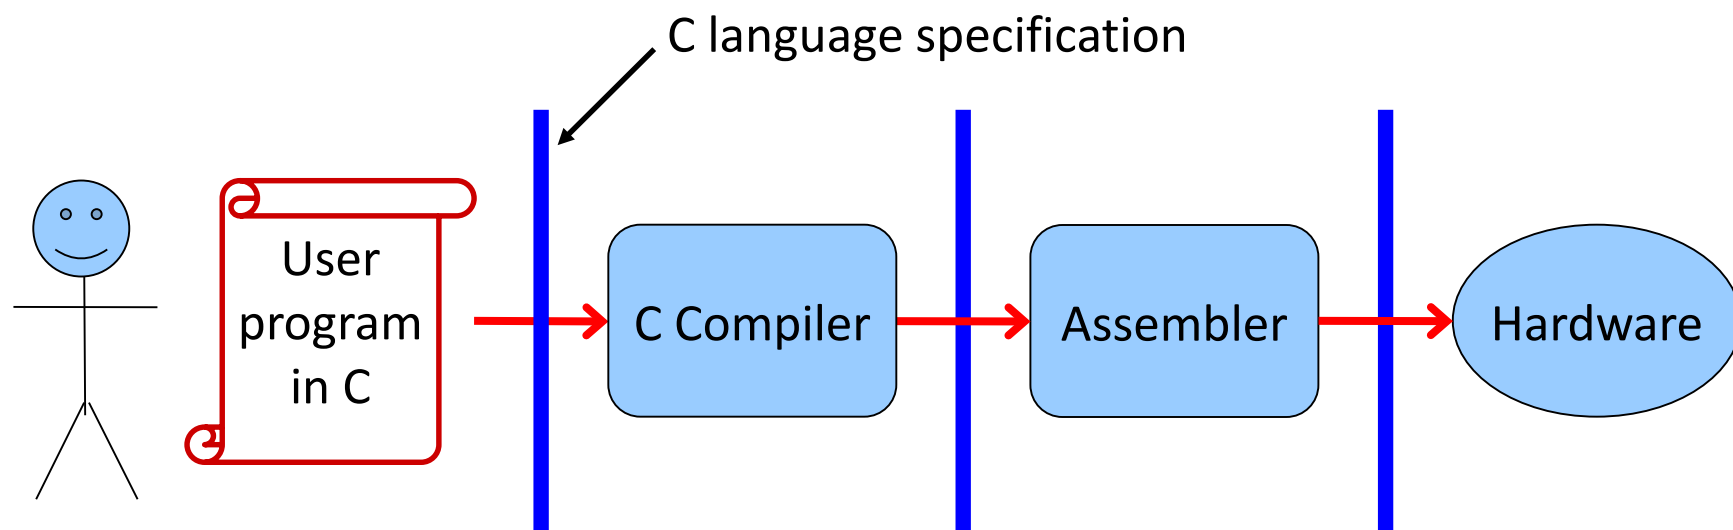 C language specification
User
program
in C
C Compiler
Assembler
Hardware